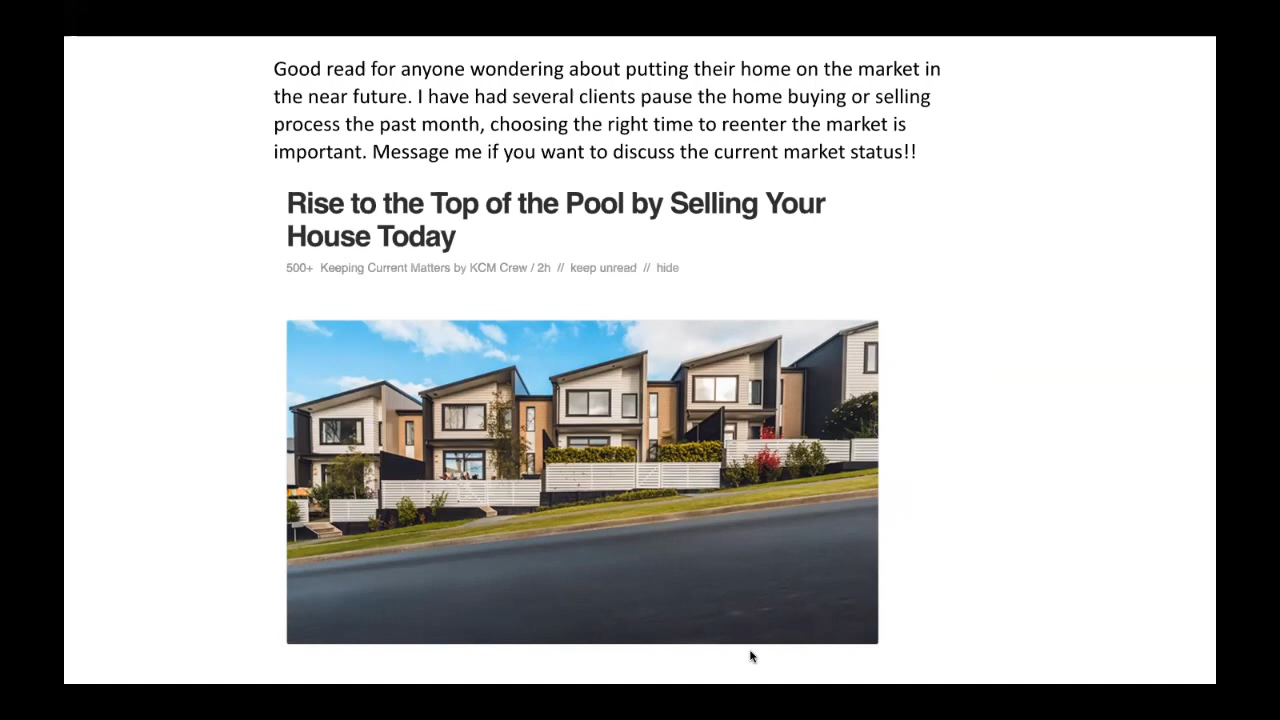 Good read for anyone wondering about putting their home on the market in
the near future. I have had several clients pause the home buying or selling
process the past month, choosing the right time to reenter the market is
important. Message me if you want to discuss the current market status!!
Rise to the Top of the Pool by Selling Your
House Today
500+ Keeping Current Matters by KCM Crew / 2h // keep unread // hide